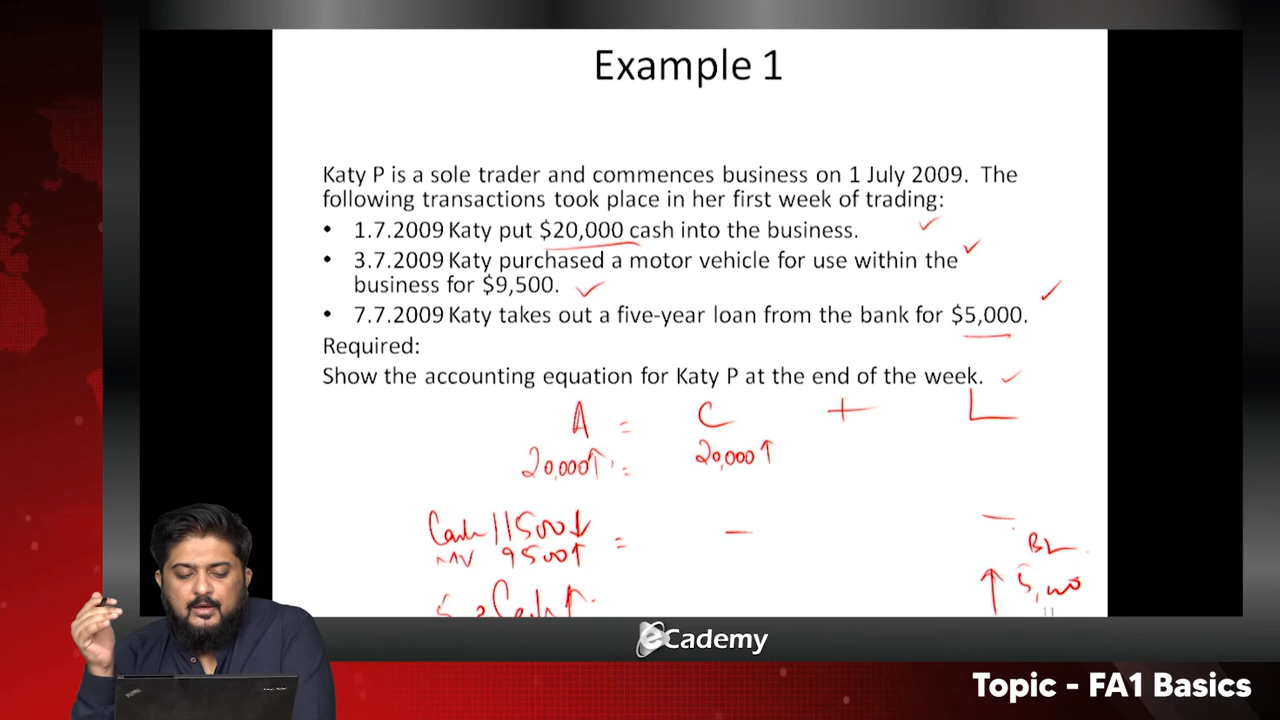 Example 1
Katy P is a sole trader and commences business on 1 July 2009. The
following transactions took place in her first week of trading:
• 1.7.2009 Katy put $20,000 cash into the business.
• 3.7.2009 Katy purchased a motor vehicle for use within the
business for $9,500.
• 7.7.2009 Katy takes out a five-year loan from the bank for $5,000.
Required:
Show the accounting equation for Katy P at the end of the week.
A = C + L
20,000↑ = 20,000↑
Cash 11500↓
MV 9500↑ = — —
BL
Cash ↑ ↑ 5,000
eCademy
Topic - FA1 Basics